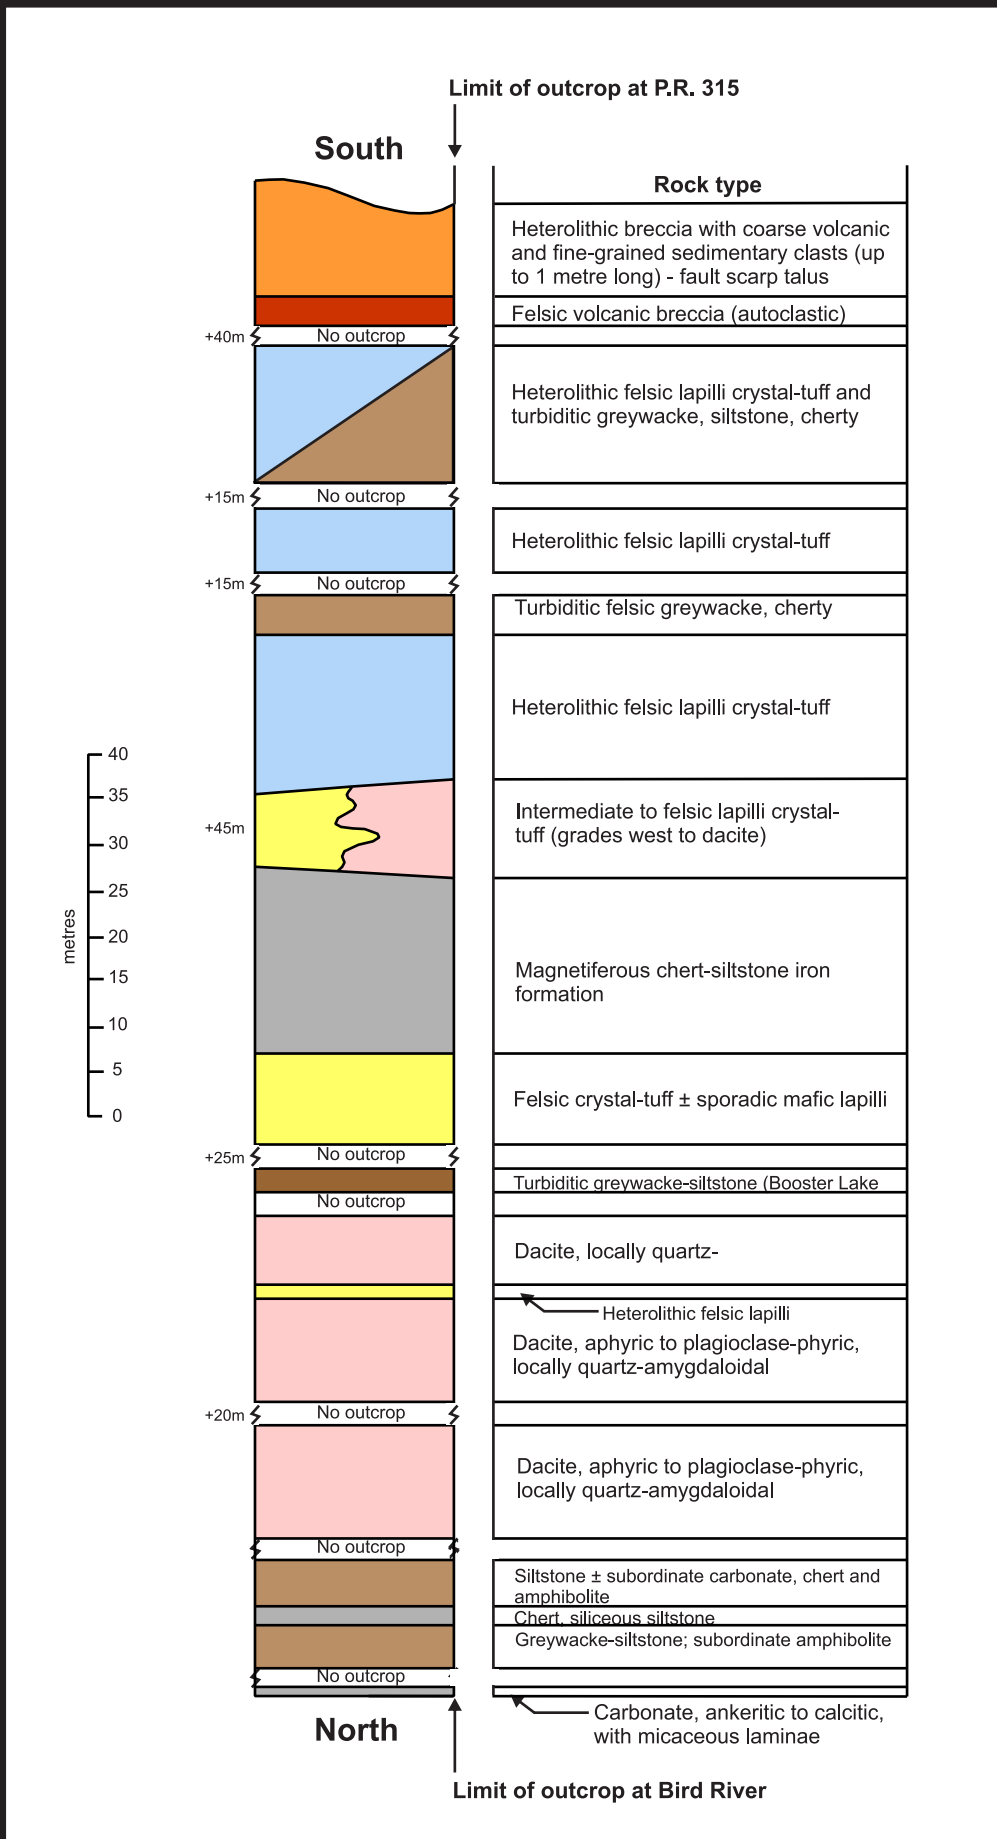 Limit of outcrop at P.R. 315
South
Rock type
Heterolithic breccia with coarse volcanic
and fine-grained sedimentary clasts (up
to 1 metre long) - fault scarp talus
Felsic volcanic breccia (autoclastic)
+40m
No outcrop
Heterolithic felsic lapilli crystal-tuff and
turbiditic greywacke, siltstone, cherty
+15m
No outcrop
Heterolithic felsic lapilli crystal-tuff
+15m
No outcrop
Turbiditic felsic greywacke, cherty
Heterolithic felsic lapilli crystal-tuff
+45m
Intermediate to felsic lapilli crystal-
tuff (grades west to dacite)
metres
40
35
30
25
20
15
10
5
0
Magnetiferous chert-siltstone iron
formation
Felsic crystal-tuff ± sporadic mafic lapilli
+25m
No outcrop
Turbiditic greywacke-siltstone (Booster Lake
No outcrop
Dacite, locally quartz-
Heterolithic felsic lapilli
Dacite, aphyric to plagioclase-phyric,
locally quartz-amygdaloidal
+20m
No outcrop
Dacite, aphyric to plagioclase-phyric,
locally quartz-amygdaloidal
No outcrop
Siltstone ± subordinate carbonate, chert and
amphibolite
Chert, siliceous siltstone
Greywacke-siltstone; subordinate amphibolite
No outcrop
Carbonate, ankeritic to calcitic,
with micaceous laminae
North
Limit of outcrop at Bird River